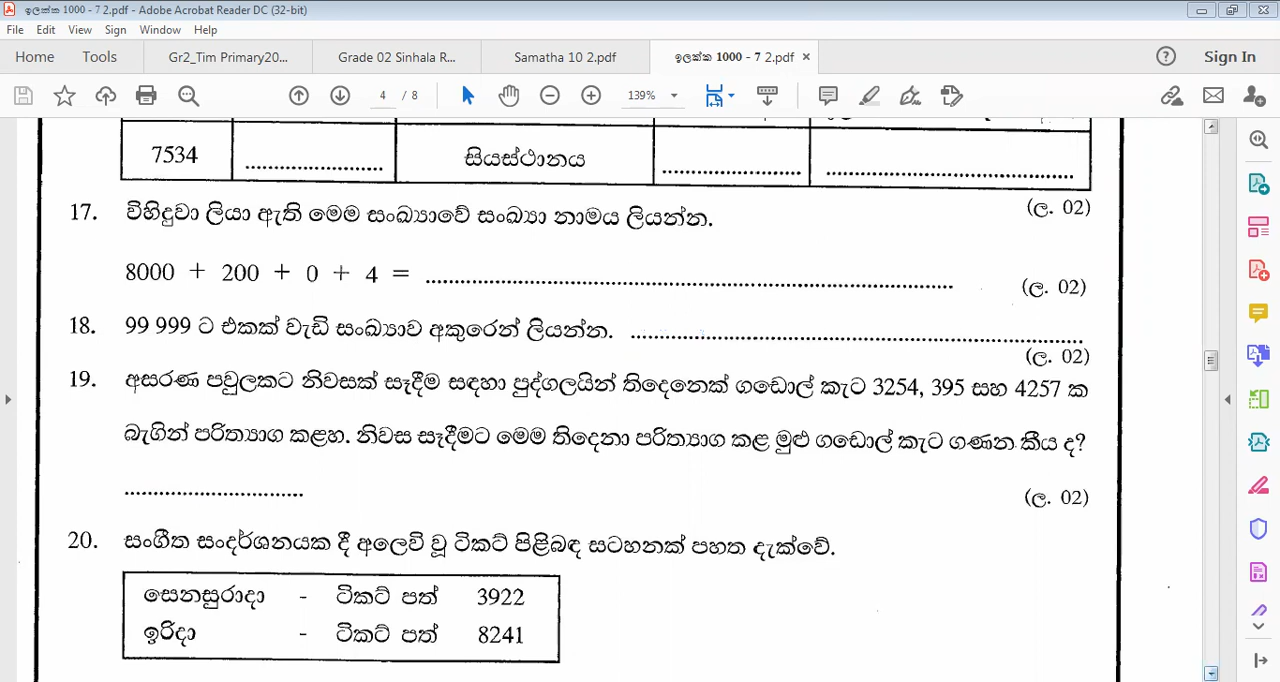 ඉලක්ක 1000 - 7 2.pdf - Adobe Acrobat Reader DC (32-bit)
File Edit View Sign Window Help
Home Tools Gr2_Tim Primary20... Grade 02 Sinhala R... Samatha 10 2.pdf ඉලක්ක 1000 - 7 2.pdf × Sign In
4 / 8 139%
7534 .............................. සියස්ථානය .............................. ..............................
17. විහිදුවා ලියා ඇති මෙම සංඛ්‍යාවේ සංඛ්‍යා නාමය ලියන්න. (ල. 02)
8000 + 200 + 0 + 4 = .............................. (ල. 02)
18. 99 999 ට එකක් වැඩි සංඛ්‍යාව අකුරෙන් ලියන්න. ..............................
(ල. 02)
19. අසරණ පවුලකට නිවසක් සෑදීම සඳහා පුද්ගලයින් තිදෙනෙක් ගඩොල් කැට 3254, 395 සහ 4257 ක
බැගින් පරිත්‍යාග කළහ. නිවස සෑදීමට මෙම තිදෙනා පරිත්‍යාග කළ මුළු ගඩොල් කැට ගණන කීය ද?
.............................. (ල. 02)
20. සංගීත සංදර්ශනයක දී අලෙවි වූ ටිකට් පිළිබඳ සටහනක් පහත දැක්වේ.
සෙනසුරාදා - ටිකට් පත් 3922
ඉරිදා - ටිකට් පත් 8241